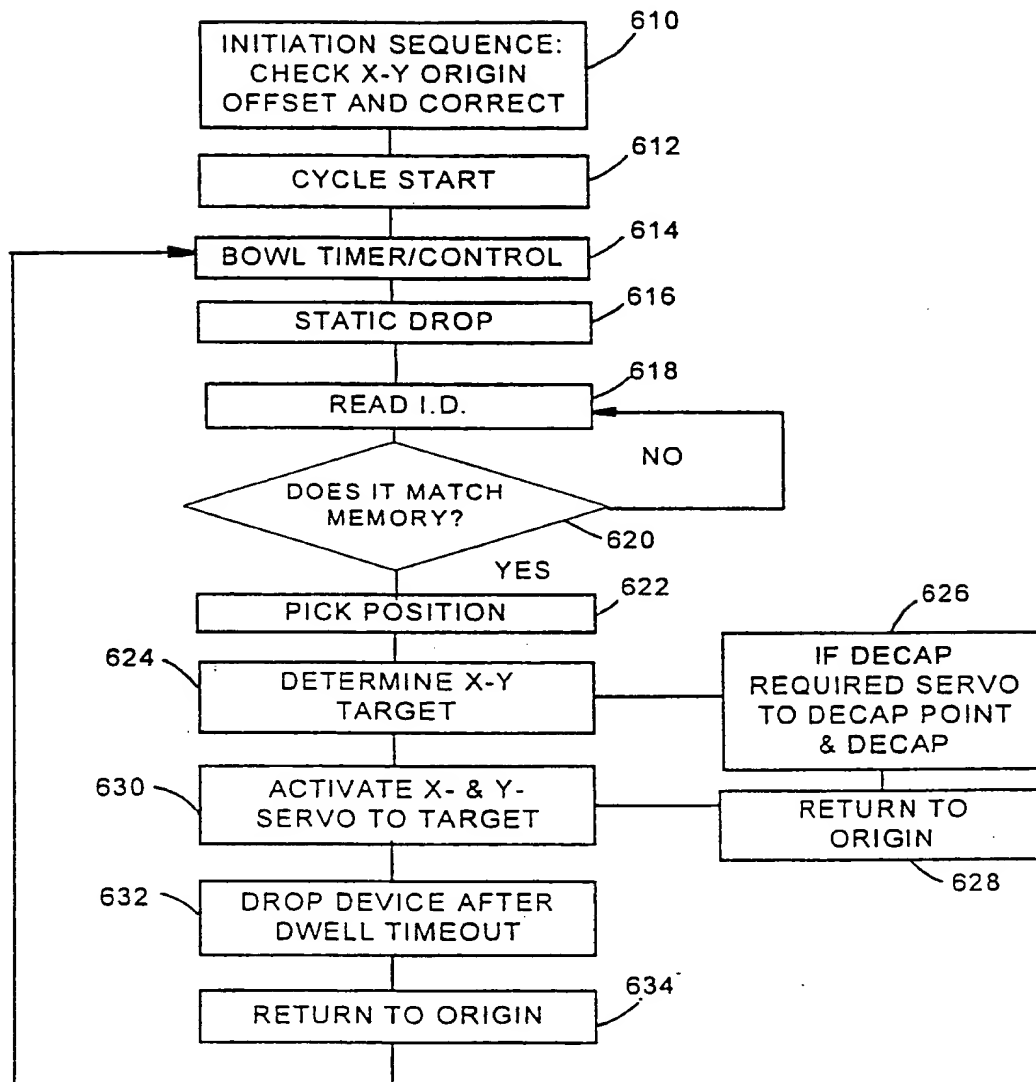 610
INITIATION SEQUENCE:
CHECK X-Y ORIGIN
OFFSET AND CORRECT
612
CYCLE START
614
BOWL TIMER/CONTROL
616
STATIC DROP
618
READ I.D.
NO
DOES IT MATCH
MEMORY?
620
YES
622
PICK POSITION
624
DETERMINE X-Y
TARGET
626
IF DECAP
REQUIRED SERVO
TO DECAP POINT
& DECAP
630
ACTIVATE X- & Y-
SERVO TO TARGET
RETURN TO
ORIGIN
628
632
DROP DEVICE AFTER
DWELL TIMEOUT
634
RETURN TO ORIGIN